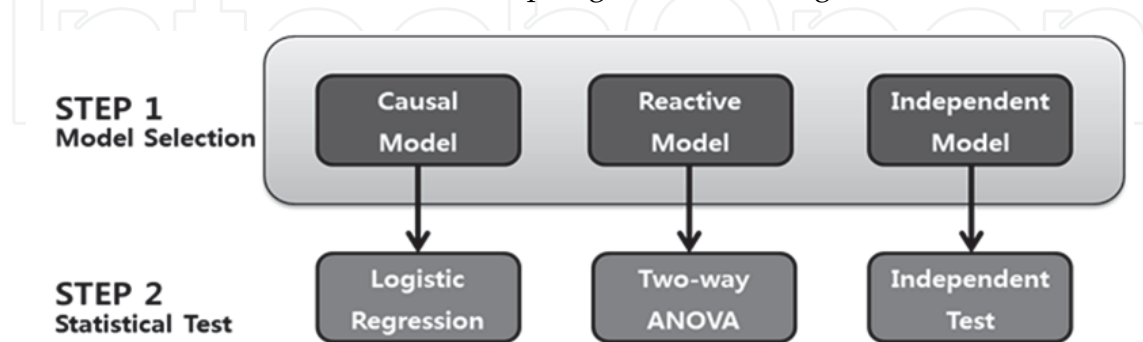 STEP 1
Model Selection
Causal
Model
Reactive
Model
Independent
Model
STEP 2
Statistical Test
Logistic
Regression
Two-way
ANOVA
Independent
Test